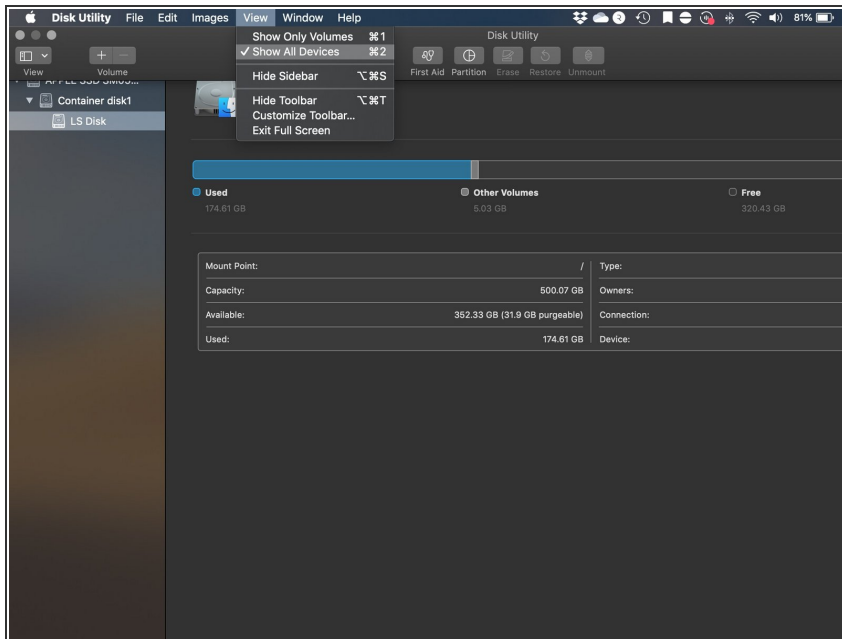 Disk Utility File Edit Images View Window Help 81%
Show Only Volumes ⌘1
✓ Show All Devices ⌘2
Hide Sidebar ⌥⌘S
Hide Toolbar ⌥⌘T
Customize Toolbar...
Exit Full Screen
Disk Utility
View Volume First Aid Partition Erase Restore Unmount
APPLE SSD SM05...
Container disk1
LS Disk
Used
174.61 GB
Other Volumes
5.03 GB
Free
320.43 GB
Mount Point: /
Type:
Capacity: 500.07 GB
Owners:
Available: 352.33 GB (31.9 GB purgeable)
Connection:
Used: 174.61 GB
Device: